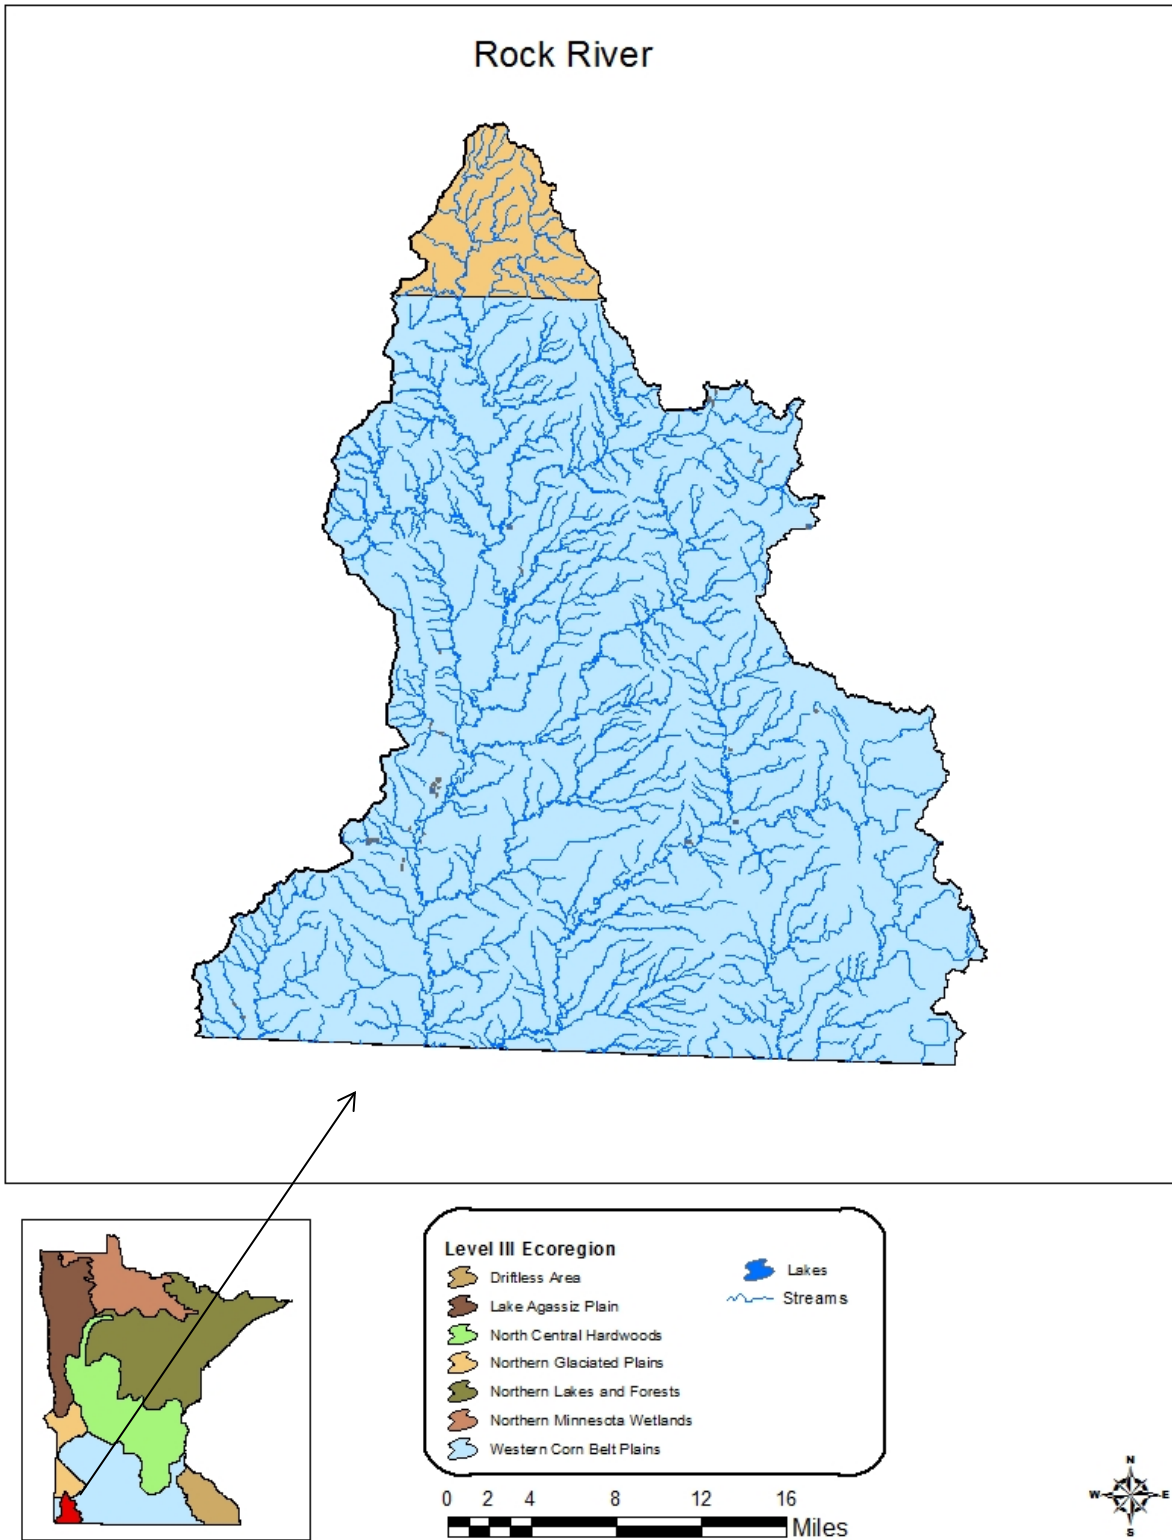 Rock River
Level III Ecoregion
Driftless Area
Lake Agassiz Plain
North Central Hardwoods
Northern Glaciated Plains
Northern Lakes and Forests
Northern Minnesota Wetlands
Western Corn Belt Plains
Lakes
Streams
0 2 4 8 12 16
Miles
N
W E
S